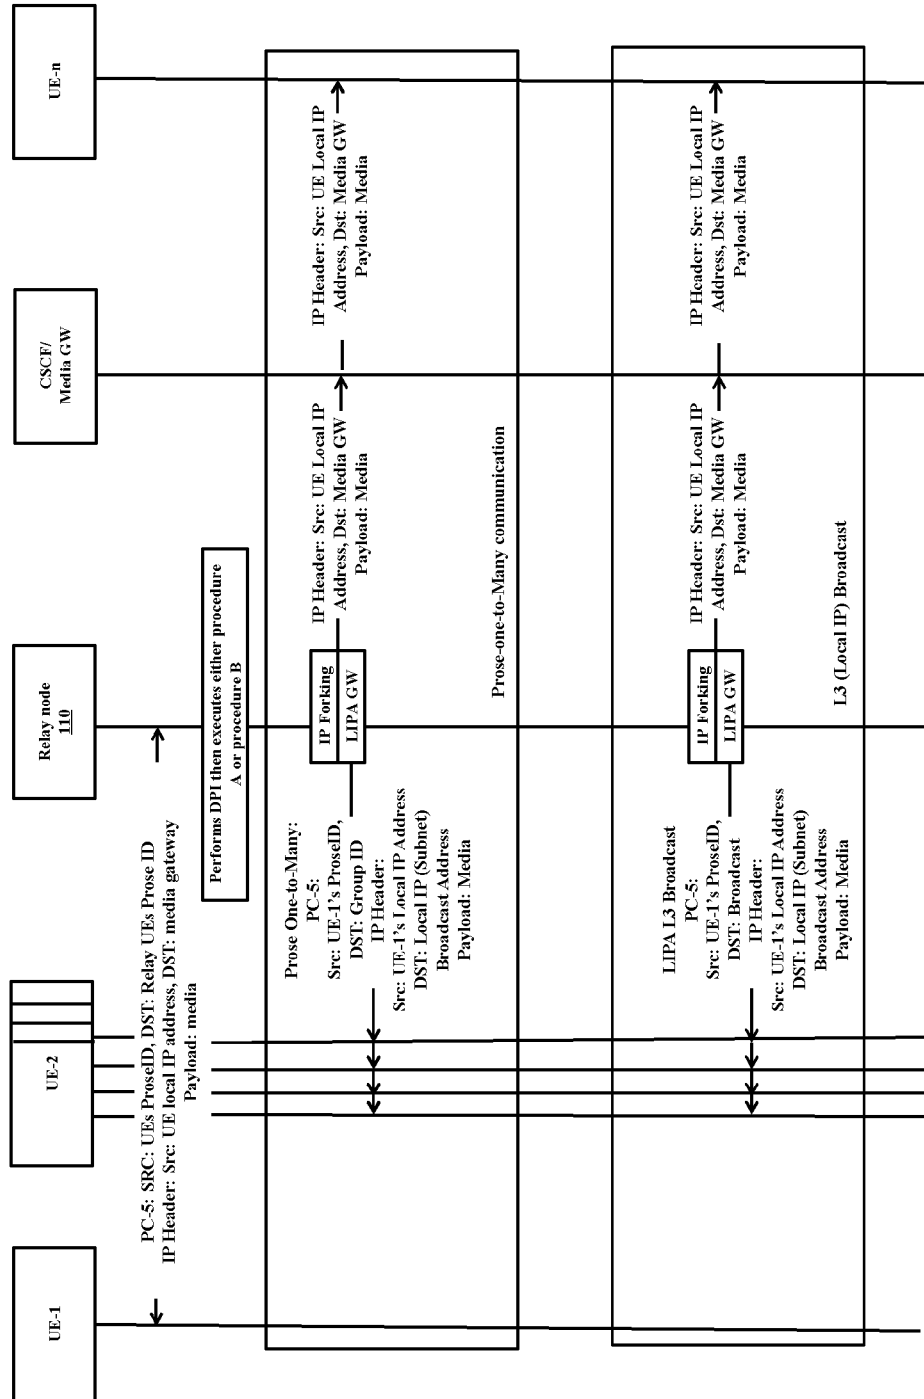 UE-1
UE-2
Relay node
110
CSCF/
Media GW
UE-n
PC-5: SRC: UEs ProseID, DST: Relay UEs Prose ID
IP Header: Src: UE local IP address, DST: media gateway
Payload: media
Performs DPI then executes either procedure
A or procedure B
Prose One-to-Many:
PC-5:
Src: UE-1's ProseID,
DST: Group ID
IP Header:
Src: UE-1's Local IP Address
DST: Local IP (Subnet)
Broadcast Address
Payload: Media
IP Forking
LIPA GW
IP Header: Src: UE Local IP
Address, Dst: Media GW
Payload: Media
IP Header: Src: UE Local IP
Address, Dst: Media GW
Payload: Media
Prose-one-to-Many communication
LIPA L3 Broadcast
PC-5:
Src: UE-1's ProseID,
DST: Broadcast
IP Header:
Src: UE-1's Local IP Address
DST: Local IP (Subnet)
Broadcast Address
Payload: Media
IP Forking
LIPA GW
IP Header: Src: UE Local IP
Address, Dst: Media GW
Payload: Media
IP Header: Src: UE Local IP
Address, Dst: Media GW
Payload: Media
L3 (Local IP) Broadcast